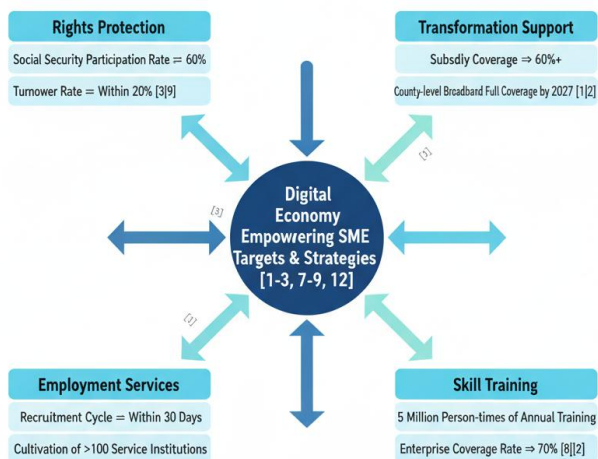 Rights Protection
Social Security Participation Rate = 60%
Turnower Rate = Within 20% [3|9]
Transformation Support
Subsdly Coverage ⇒ 60%+
County-level Broadbard Full Coverage by 2027 [1|2]
[3]
[3]
Digital
Economy
Empowering SME
Targets & Strategies
[1-3, 7-9, 12]
[3]
Employment Services
Recruitment Cycle = Within 30 Days
Cultivation of >100 Service Institutions
Skill Training
5 Million Person-times of Annual Training
Enterprise Coverage Rate ⇒ 70% [8|[2]